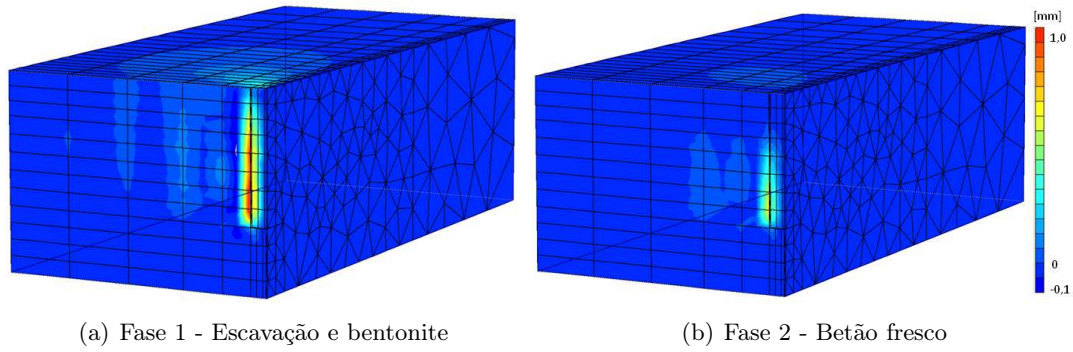 [mm]
1,0
0
-0,1
(a) Fase 1 - Escavação e bentonite
(b) Fase 2 - Betão fresco